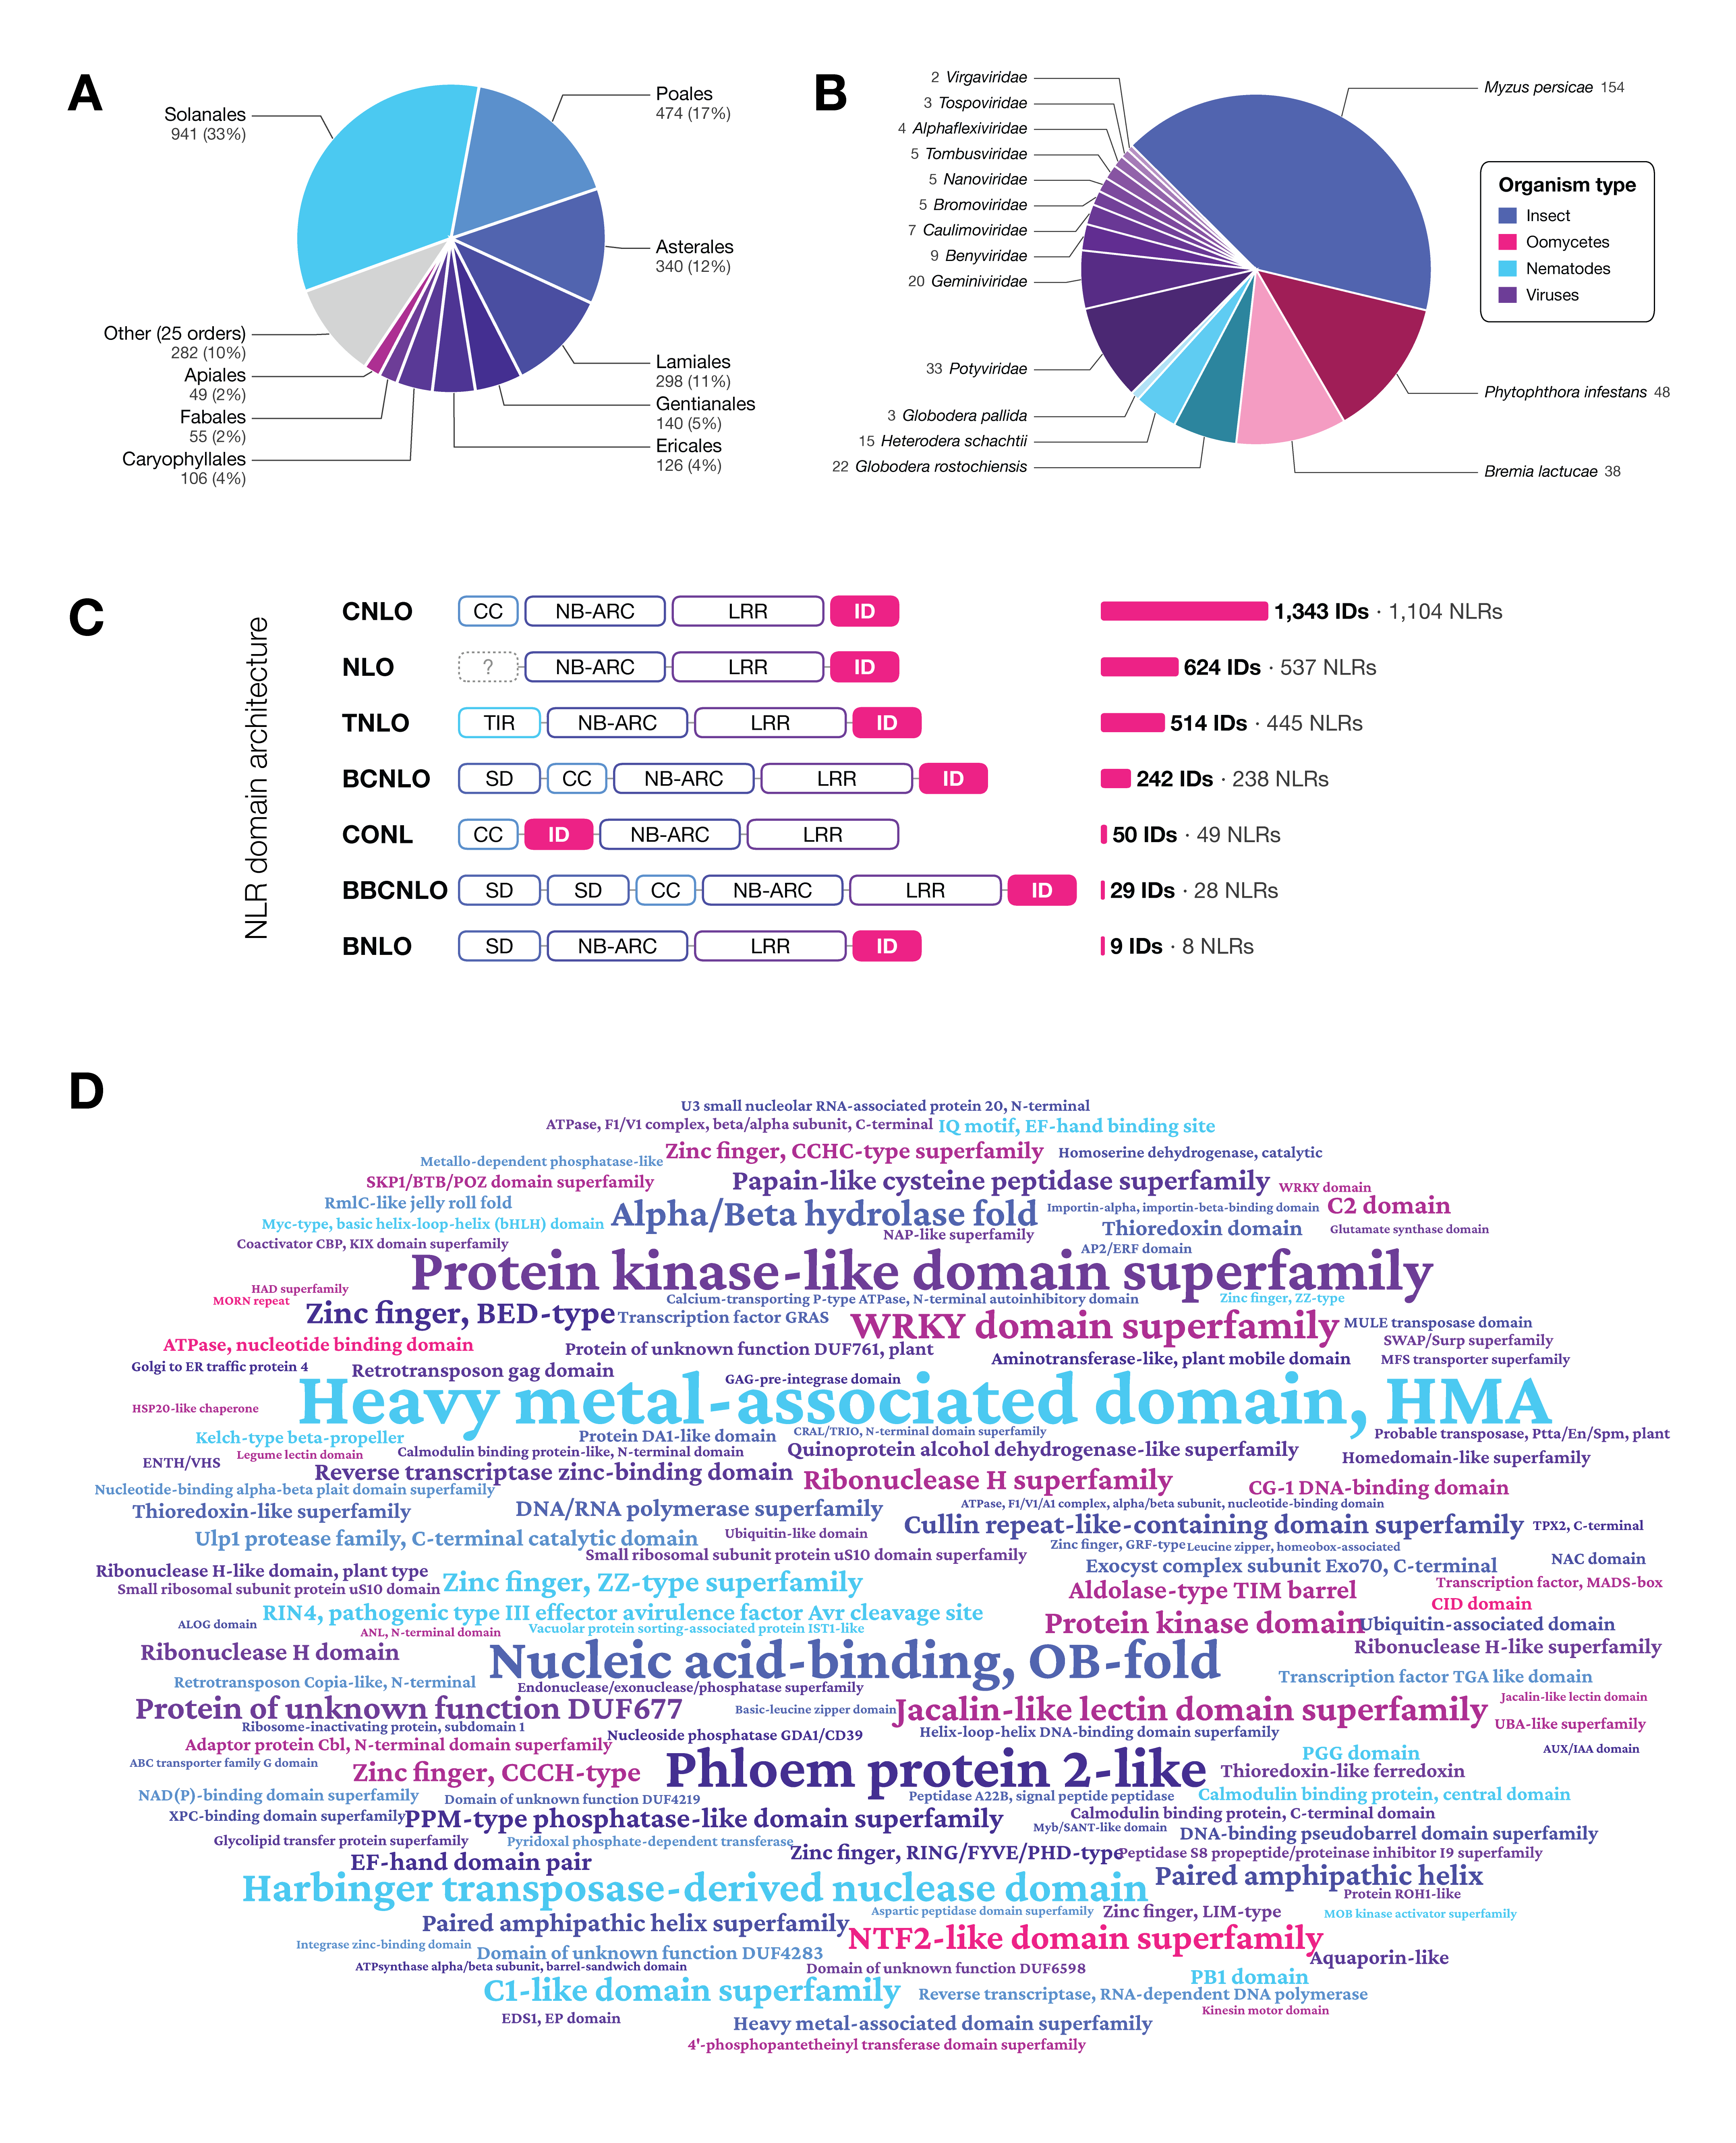 A
Solanales
941 (33%)
Poales
474 (17%)
Asterales
340 (12%)
Lamiales
298 (11%)
Gentianales
140 (5%)
Ericales
126 (4%)
Other (25 orders)
282 (10%)
Apiales
49 (2%)
Fabales
55 (2%)
Caryophyllales
106 (4%)
B
2 Virgaviridae
3 Tospoviridae
4 Alphaflexiviridae
5 Tombusviridae
5 Nanoviridae
5 Bromoviridae
7 Caulimoviridae
9 Benyviridae
20 Geminiviridae
33 Potyviridae
3 Globodera pallida
15 Heterodera schachtii
22 Globodera rostochiensis
Myzus persicae 154
Phytophthora infestans 48
Bremia lactucae 38
Organism type
Insect
Oomycetes
Nematodes
Viruses
C
NLR domain architecture
CNLO CC NB-ARC LRR ID 1,343 IDs · 1,104 NLRs
NLO ? NB-ARC LRR ID 624 IDs · 537 NLRs
TNLO TIR NB-ARC LRR ID 514 IDs · 445 NLRs
BCNLO SD CC NB-ARC LRR ID 242 IDs · 238 NLRs
CONL CC ID NB-ARC LRR 50 IDs · 49 NLRs
BBCNLO SD SD CC NB-ARC LRR ID 29 IDs · 28 NLRs
BNLO SD NB-ARC LRR ID 9 IDs · 8 NLRs
D
U3 small nucleolar RNA-associated protein 20, N-terminal
ATPase, F1/V1 complex, beta/alpha subunit, C-terminal IQ motif, EF-hand binding site
Zinc finger, CCHC-type superfamily Homoserine dehydrogenase, catalytic
Metallo-dependent phosphatase-like
SKP1/BTB/POZ domain superfamily Papain-like cysteine peptidase superfamily WRKY domain
RmlC-like jelly roll fold Alpha/Beta hydrolase fold Importin-alpha, importin-beta-binding domain C2 domain
Myc-type, basic helix-loop-helix (bHLH) domain Thioredoxin domain Glutamate synthase domain
Coactivator CBP, KIX domain superfamily NAP-like superfamily AP2/ERF domain
Protein kinase-like domain superfamily
HAD superfamily
MORN repeat Calcium-transporting P-type ATPase, N-terminal autoinhibitory domain Zinc finger, ZZ-type
Zinc finger, BED-type Transcription factor GRAS WRKY domain superfamily MULE transposase domain
ATPase, nucleotide binding domain Protein of unknown function DUF761, plant SWAP/Surp superfamily
Golgi to ER traffic protein 4 Retrotransposon gag domain Aminotransferase-like, plant mobile domain MFS transporter superfamily
GAG-pre-integrase domain
Heavy metal-associated domain, HMA
HSP20-like chaperone
Kelch-type beta-propeller Protein DA1-like domain CRAL/TRIO, N-terminal domain superfamily Probable transposase, Ptta/En/Spm, plant
Legume lectin domain Calmodulin binding protein-like, N-terminal domain Quinoprotein alcohol dehydrogenase-like superfamily Homedomain-like superfamily
ENTH/VHS Reverse transcriptase zinc-binding domain Ribonuclease H superfamily CG-1 DNA-binding domain
Nucleotide-binding alpha-beta plait domain superfamily
Thioredoxin-like superfamily DNA/RNA polymerase superfamily ATPase, F1/V1/A1 complex, alpha/beta subunit, nucleotide-binding domain
Cullin repeat-like-containing domain superfamily TPX2, C-terminal
Ulp1 protease family, C-terminal catalytic domain Ubiquitin-like domain
Zinc finger, GRF-type Leucine zipper, homeobox-associated
Small ribosomal subunit protein uS10 domain superfamily Exocyst complex subunit Exo70, C-terminal NAC domain
Ribonuclease H-like domain, plant type Zinc finger, ZZ-type superfamily Transcription factor, MADS-box
Small ribosomal subunit protein uS10 domain Aldolase-type TIM barrel CID domain
RIN4, pathogenic type III effector avirulence factor Avr cleavage site
ALOG domain ANL, N-terminal domain Vacuolar protein sorting-associated protein IST1-like Protein kinase domain Ubiquitin-associated domain
Ribonuclease H domain Nucleic acid-binding, OB-fold Ribonuclease H-like superfamily
Retrotransposon Copia-like, N-terminal Transcription factor TGA like domain
Endonuclease/exonuclease/phosphatase superfamily
Protein of unknown function DUF677 Basic-leucine zipper domain Jacalin-like lectin domain superfamily Jacalin-like lectin domain
Ribosome-inactivating protein, subdomain 1 UBA-like superfamily
Adaptor protein Cbl, N-terminal domain superfamily Nucleoside phosphatase GDA1/CD39 Helix-loop-helix DNA-binding domain superfamily
ABC transporter family G domain PGG domain AUX/IAA domain
Zinc finger, CCCH-type Phloem protein 2-like Thioredoxin-like ferredoxin
NAD(P)-binding domain superfamily Domain of unknown function DUF4219 Peptidase A22B, signal peptide peptidase Calmodulin binding protein, central domain
XPC-binding domain superfamily PPM-type phosphatase-like domain superfamily Calmodulin binding protein, C-terminal domain
Myb/SANT-like domain DNA-binding pseudobarrel domain superfamily
Glycolipid transfer protein superfamily Pyridoxal phosphate-dependent transferase Zinc finger, RING/FYVE/PHD-type Peptidase S8 propeptide/proteinase inhibitor I9 superfamily
EF-hand domain pair
Harbinger transposase-derived nuclease domain Paired amphipathic helix
Protein ROH1-like
Paired amphipathic helix superfamily Aspartic peptidase domain superfamily Zinc finger, LIM-type MOB kinase activator superfamily
NTF2-like domain superfamily
Integrase zinc-binding domain Domain of unknown function DUF4283 Aquaporin-like
ATPsynthase alpha/beta subunit, barrel-sandwich domain Domain of unknown function DUF6598
C1-like domain superfamily PB1 domain
Reverse transcriptase, RNA-dependent DNA polymerase
Kinesin motor domain
EDS1, EP domain Heavy metal-associated domain superfamily
4'-phosphopantetheinyl transferase domain superfamily